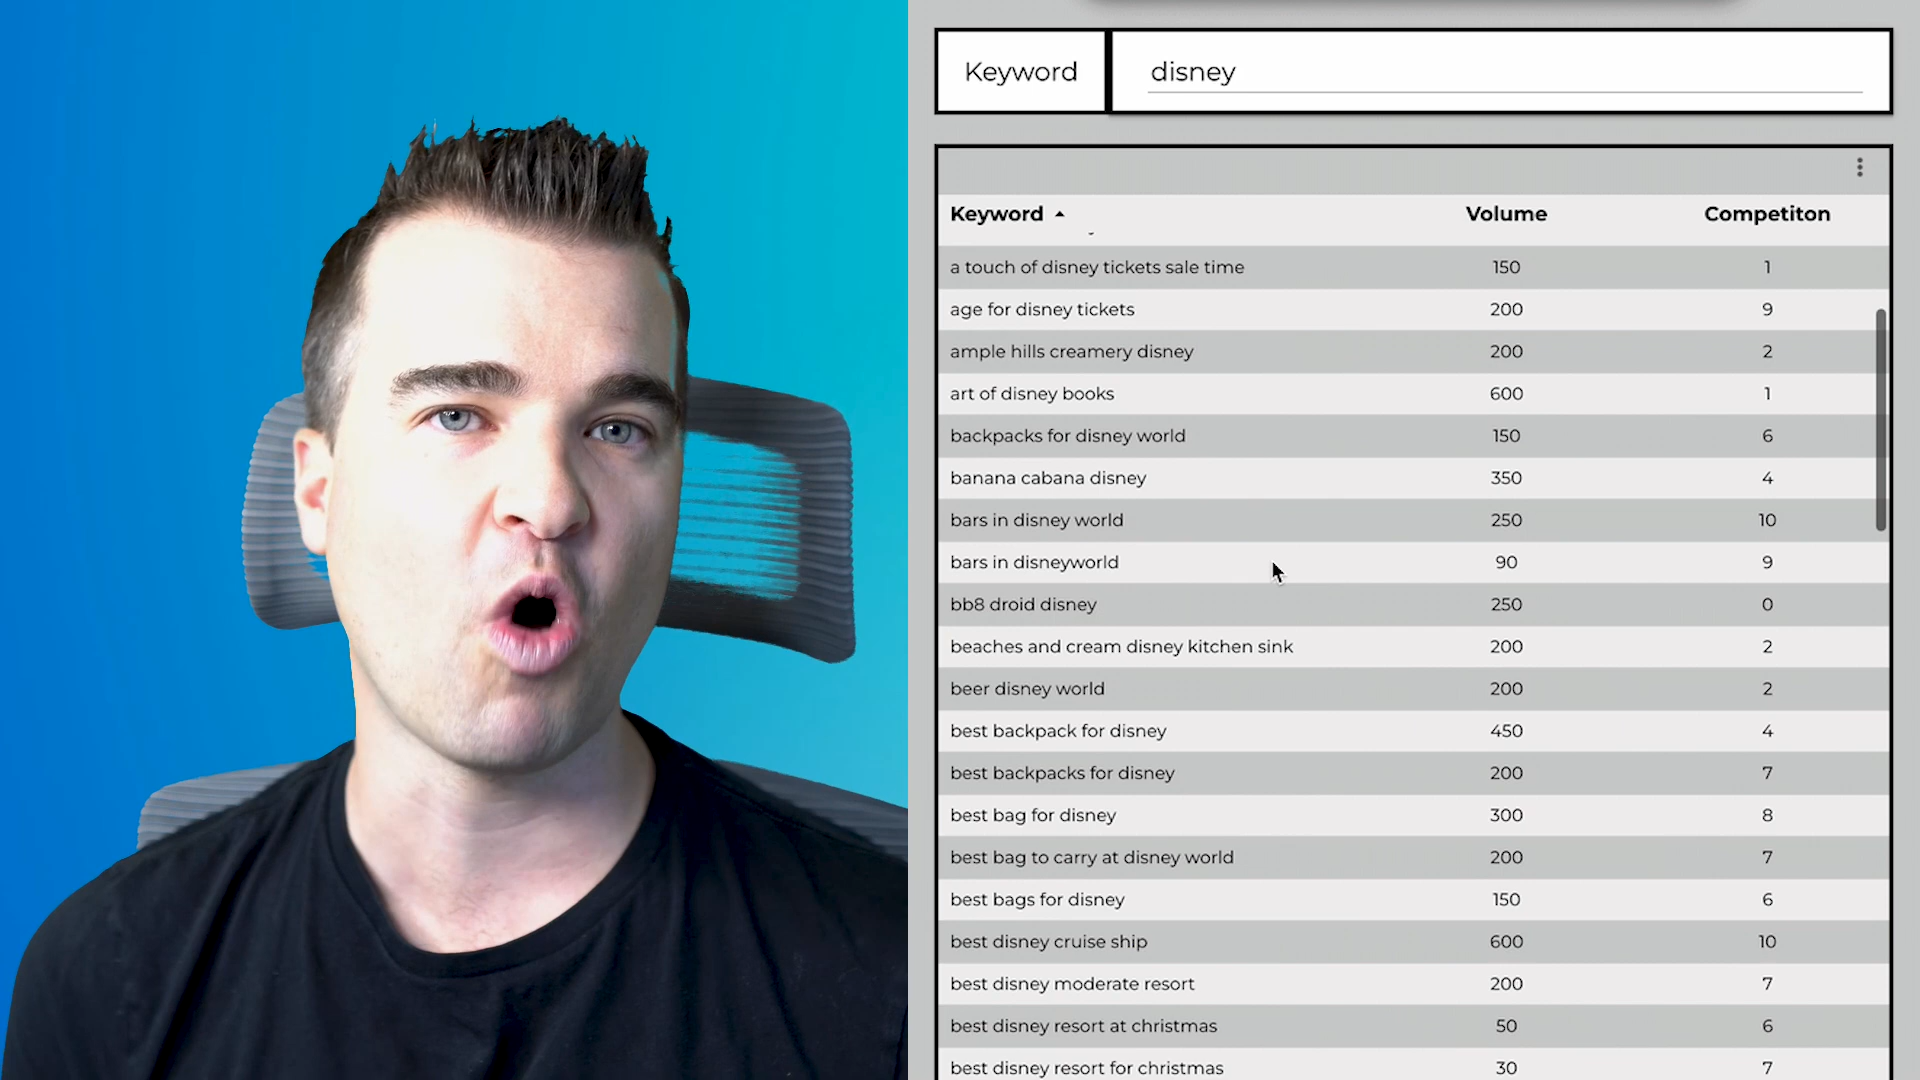 Keyword disney
Keyword Volume Competiton
a touch of disney tickets sale time 150 1
age for disney tickets 200 9
ample hills creamery disney 200 2
art of disney books 600 1
backpacks for disney world 150 6
banana cabana disney 350 4
bars in disney world 250 10
bars in disneyworld 90 9
bb8 droid disney 250 0
beaches and cream disney kitchen sink 200 2
beer disney world 200 2
best backpack for disney 450 4
best backpacks for disney 200 7
best bag for disney 300 8
best bag to carry at disney world 200 7
best bags for disney 150 6
best disney cruise ship 600 10
best disney moderate resort 200 7
best disney resort at christmas 50 6
best disney resort for christmas 30 7